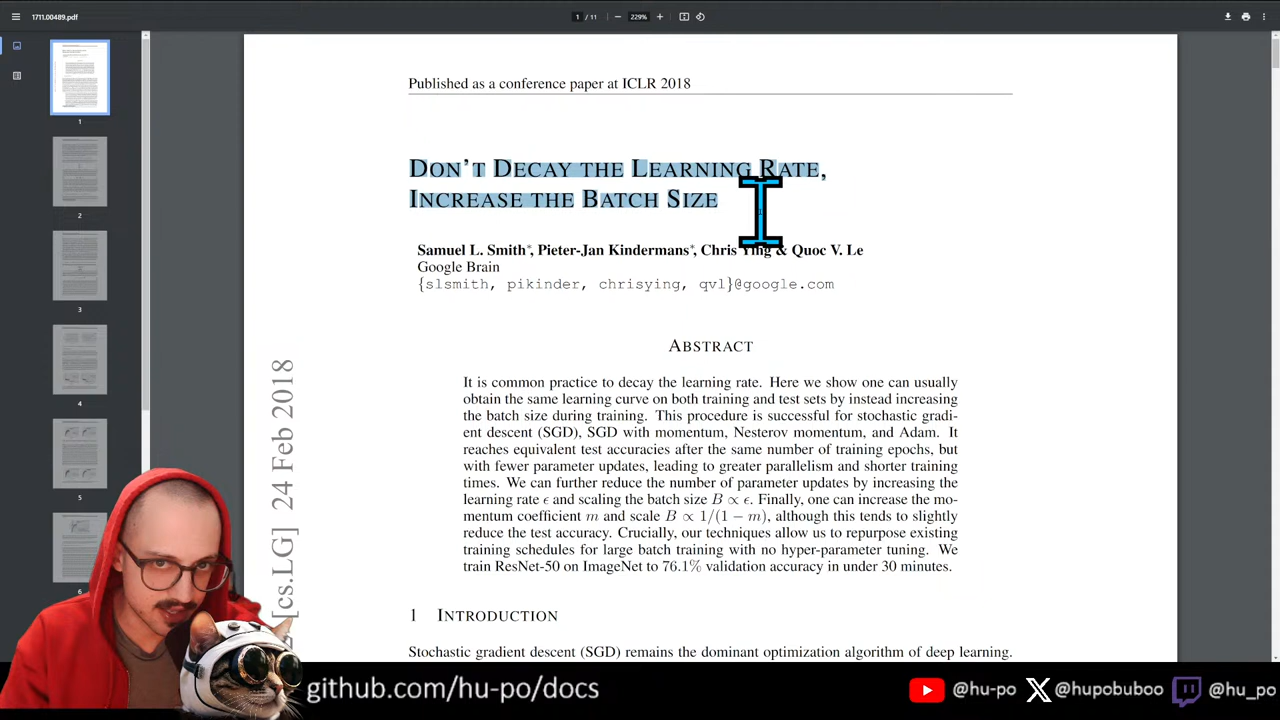 1711.00489.pdf
1 / 11
229%
Published as a conference paper at ICLR 2018
DON'T DECAY THE LEARNING RATE,
INCREASE THE BATCH SIZE
Samuel L. Smith*, Pieter-Jan Kindermans*, Chris Ying & Quoc V. Le
Google Brain
{slsmith, pikinder, chrisying, qvl}@google.com
ABSTRACT
It is common practice to decay the learning rate. Here we show one can usually
obtain the same learning curve on both training and test sets by instead increasing
the batch size during training. This procedure is successful for stochastic gradi-
ent descent (SGD), SGD with momentum, Nesterov momentum, and Adam. It
reaches equivalent test accuracies after the same number of training epochs, but
with fewer parameter updates, leading to greater parallelism and shorter training
times. We can further reduce the number of parameter updates by increasing the
learning rate ϵ and scaling the batch size B ∝ ϵ. Finally, one can increase the mo-
mentum coefficient m and scale B ∝ 1/(1 − m), although this tends to slightly
reduce the test accuracy. Crucially, our techniques allow us to repurpose existing
training schedules for large batch training with no hyper-parameter tuning. We
train ResNet-50 on ImageNet to 76.1% validation accuracy in under 30 minutes.
1 INTRODUCTION
Stochastic gradient descent (SGD) remains the dominant optimization algorithm of deep learning.
[cs.LG] 24 Feb 2018
1
2
3
4
5
6
github.com/hu-po/docs
@hu-po
@hupobuboo
@hu_po